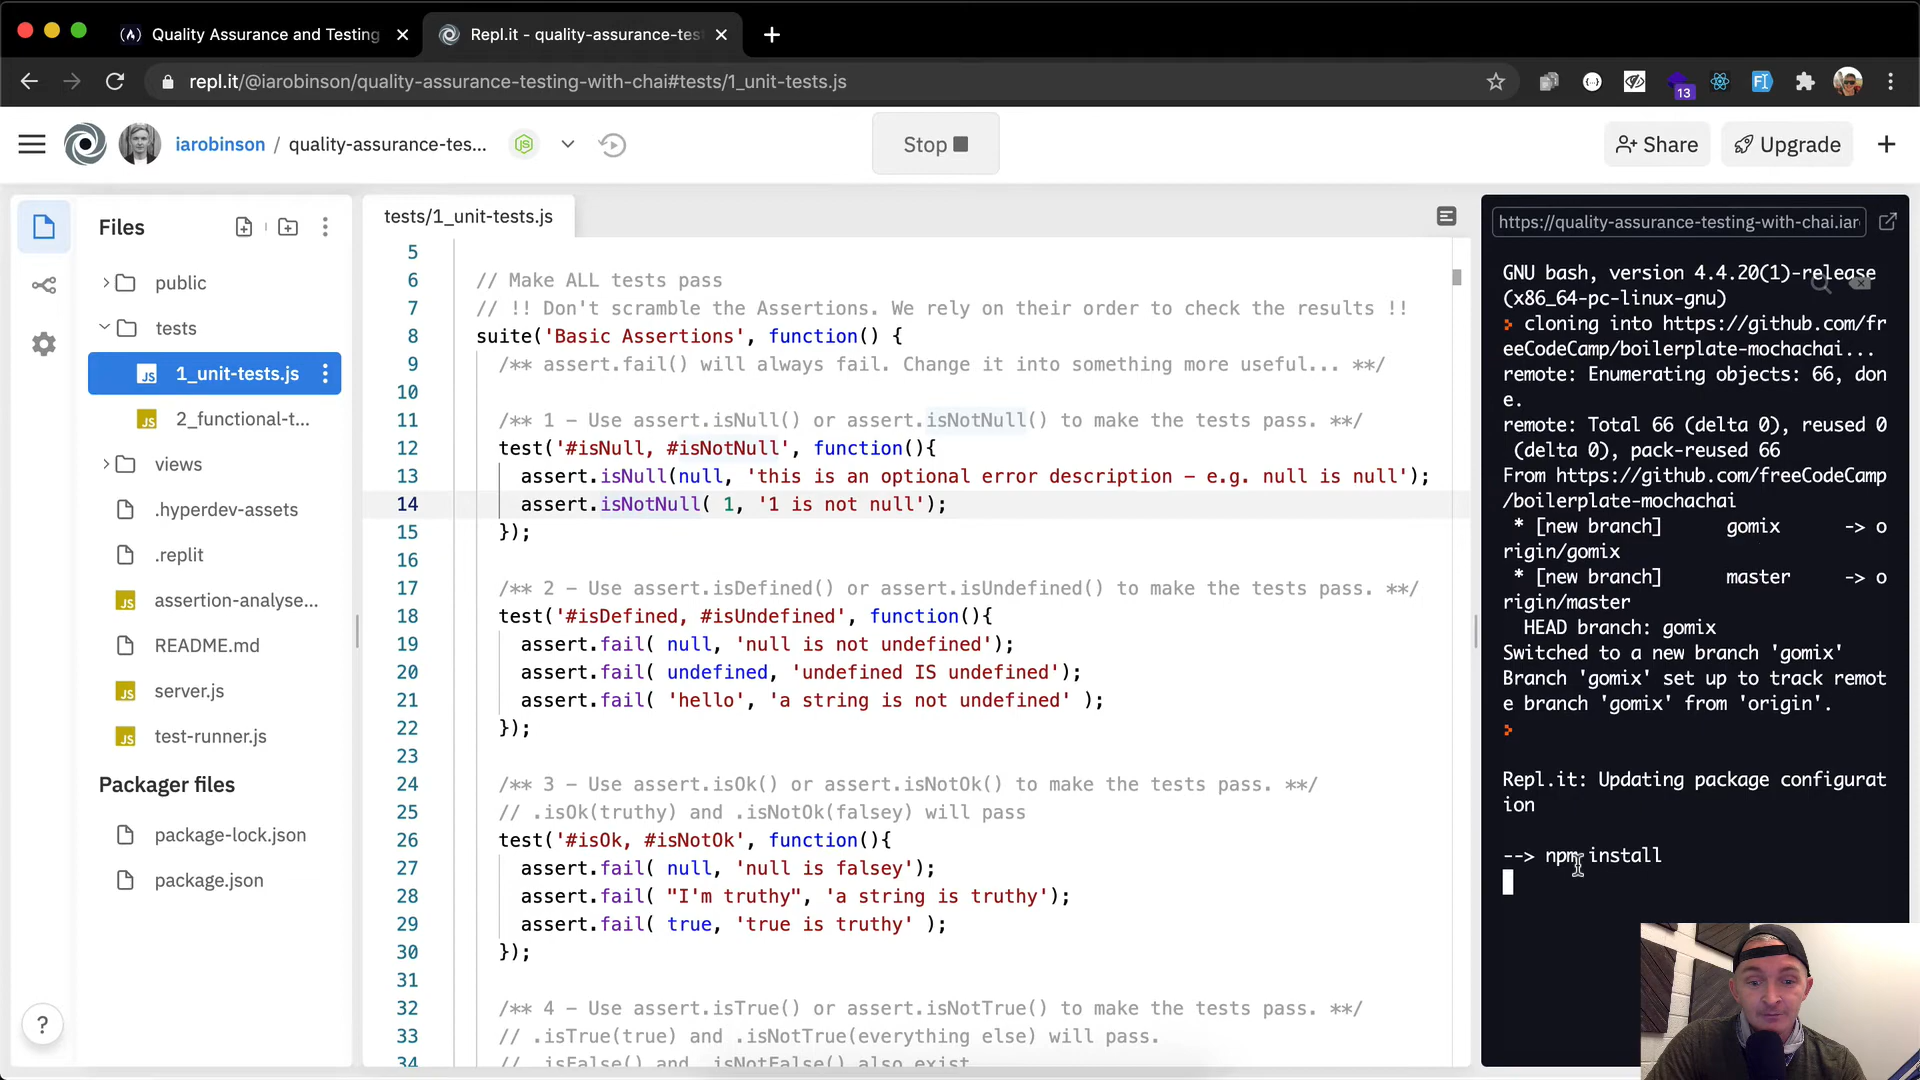 Quality Assurance and Testing
Repl.it - quality-assurance-tes
repl.it/@iarobinson/quality-assurance-testing-with-chai#tests/1_unit-tests.js
13
iarobinson / quality-assurance-tes...
Stop
Share
Upgrade
Files
public
tests
1_unit-tests.js
2_functional-t...
views
.hyperdev-assets
.replit
assertion-analyse...
README.md
server.js
test-runner.js
Packager files
package-lock.json
package.json
?
tests/1_unit-tests.js
5
6 // Make ALL tests pass
7 // !! Don't scramble the Assertions. We rely on their order to check the results !!
8 suite('Basic Assertions', function() {
9 /** assert.fail() will always fail. Change it into something more useful... **/
10
11 /** 1 - Use assert.isNull() or assert.isNotNull() to make the tests pass. **/
12 test('#isNull, #isNotNull', function(){
13 assert.isNull(null, 'this is an optional error description - e.g. null is null');
14 assert.isNotNull( 1, '1 is not null');
15 });
16
17 /** 2 - Use assert.isDefined() or assert.isUndefined() to make the tests pass. **/
18 test('#isDefined, #isUndefined', function(){
19 assert.fail( null, 'null is not undefined');
20 assert.fail( undefined, 'undefined IS undefined');
21 assert.fail( 'hello', 'a string is not undefined' );
22 });
23
24 /** 3 - Use assert.isOk() or assert.isNotOk() to make the tests pass. **/
25 // .isOk(truthy) and .isNotOk(falsey) will pass
26 test('#isOk, #isNotOk', function(){
27 assert.fail( null, 'null is falsey');
28 assert.fail( "I'm truthy", 'a string is truthy');
29 assert.fail( true, 'true is truthy' );
30 });
31
32 /** 4 - Use assert.isTrue() or assert.isNotTrue() to make the tests pass. **/
33 // .isTrue(true) and .isNotTrue(everything else) will pass.
34 // .isFalse() and .isNotFalse() also exist.
https://quality-assurance-testing-with-chai.iar
GNU bash, version 4.4.20(1)-release
(x86_64-pc-linux-gnu)
> cloning into https://github.com/fr
eeCodeCamp/boilerplate-mochachai...
remote: Enumerating objects: 66, don
e.
remote: Total 66 (delta 0), reused 0
(delta 0), pack-reused 66
From https://github.com/freeCodeCamp
/boilerplate-mochachai
* [new branch] gomix -> o
rigin/gomix
* [new branch] master -> o
rigin/master
HEAD branch: gomix
Switched to a new branch 'gomix'
Branch 'gomix' set up to track remot
e branch 'gomix' from 'origin'.
>
Repl.it: Updating package configurat
ion
--> npm install